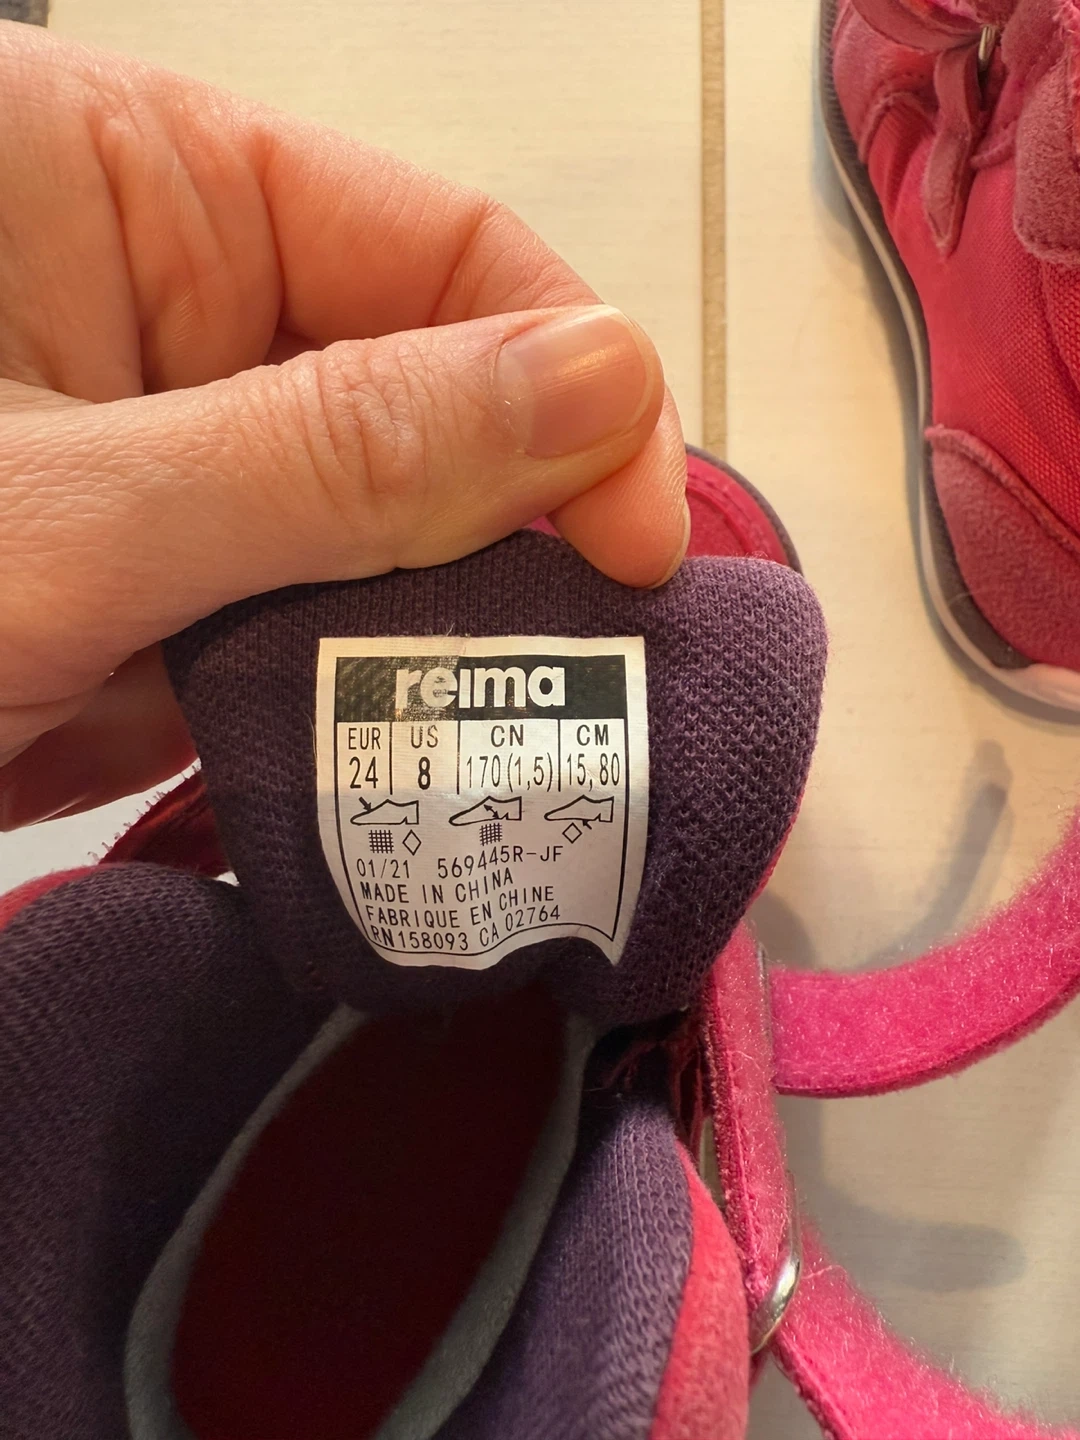 reima
EUR US CN CM
24 8 170(1,5) 15,80
01/21 569445R-JF
MADE IN CHINA
FABRIQUE EN CHINE
RN158093 CA 02764